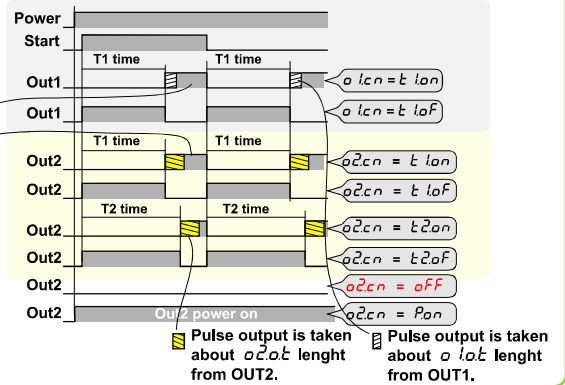 Power
Start
T1 time T1 time
Out1 o1.cn = t1.on
Out1 o1.cn = t1.oF
T1 time T1 time
Out2 o2.cn = t1.on
Out2 o2.cn = t1.oF
T2 time T2 time
Out2 o2.cn = t2.on
Out2 o2.cn = t2.oF
Out2 o2.cn = oFF
Out2 Out2 power on o2.cn = P.on
Pulse output is taken
about o2.o.t lenght
from OUT2.
Pulse output is taken
about o1.o.t lenght
from OUT1.